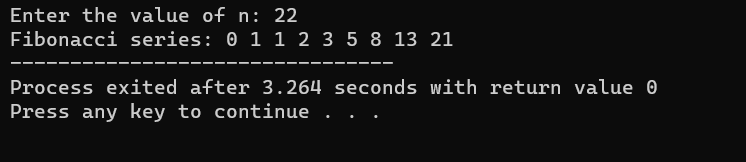 Enter the value of n: 22
Fibonacci series: 0 1 1 2 3 5 8 13 21
--------------------------------
Process exited after 3.264 seconds with return value 0
Press any key to continue . . .